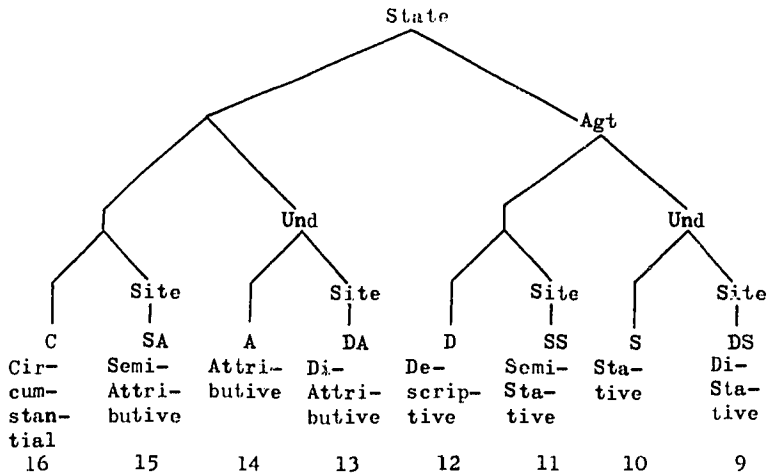 State
Agt
Und Und
Site Site Site Site
C SA A DA D SS S DS
Cir- Semi- Attri- Di- De- Semi- Sta- Di-
cum- Attri- butive Attri- scrip- Sta- tive Sta-
stan- butive butive tive tive tive
tial
16 15 14 13 12 11 10 9